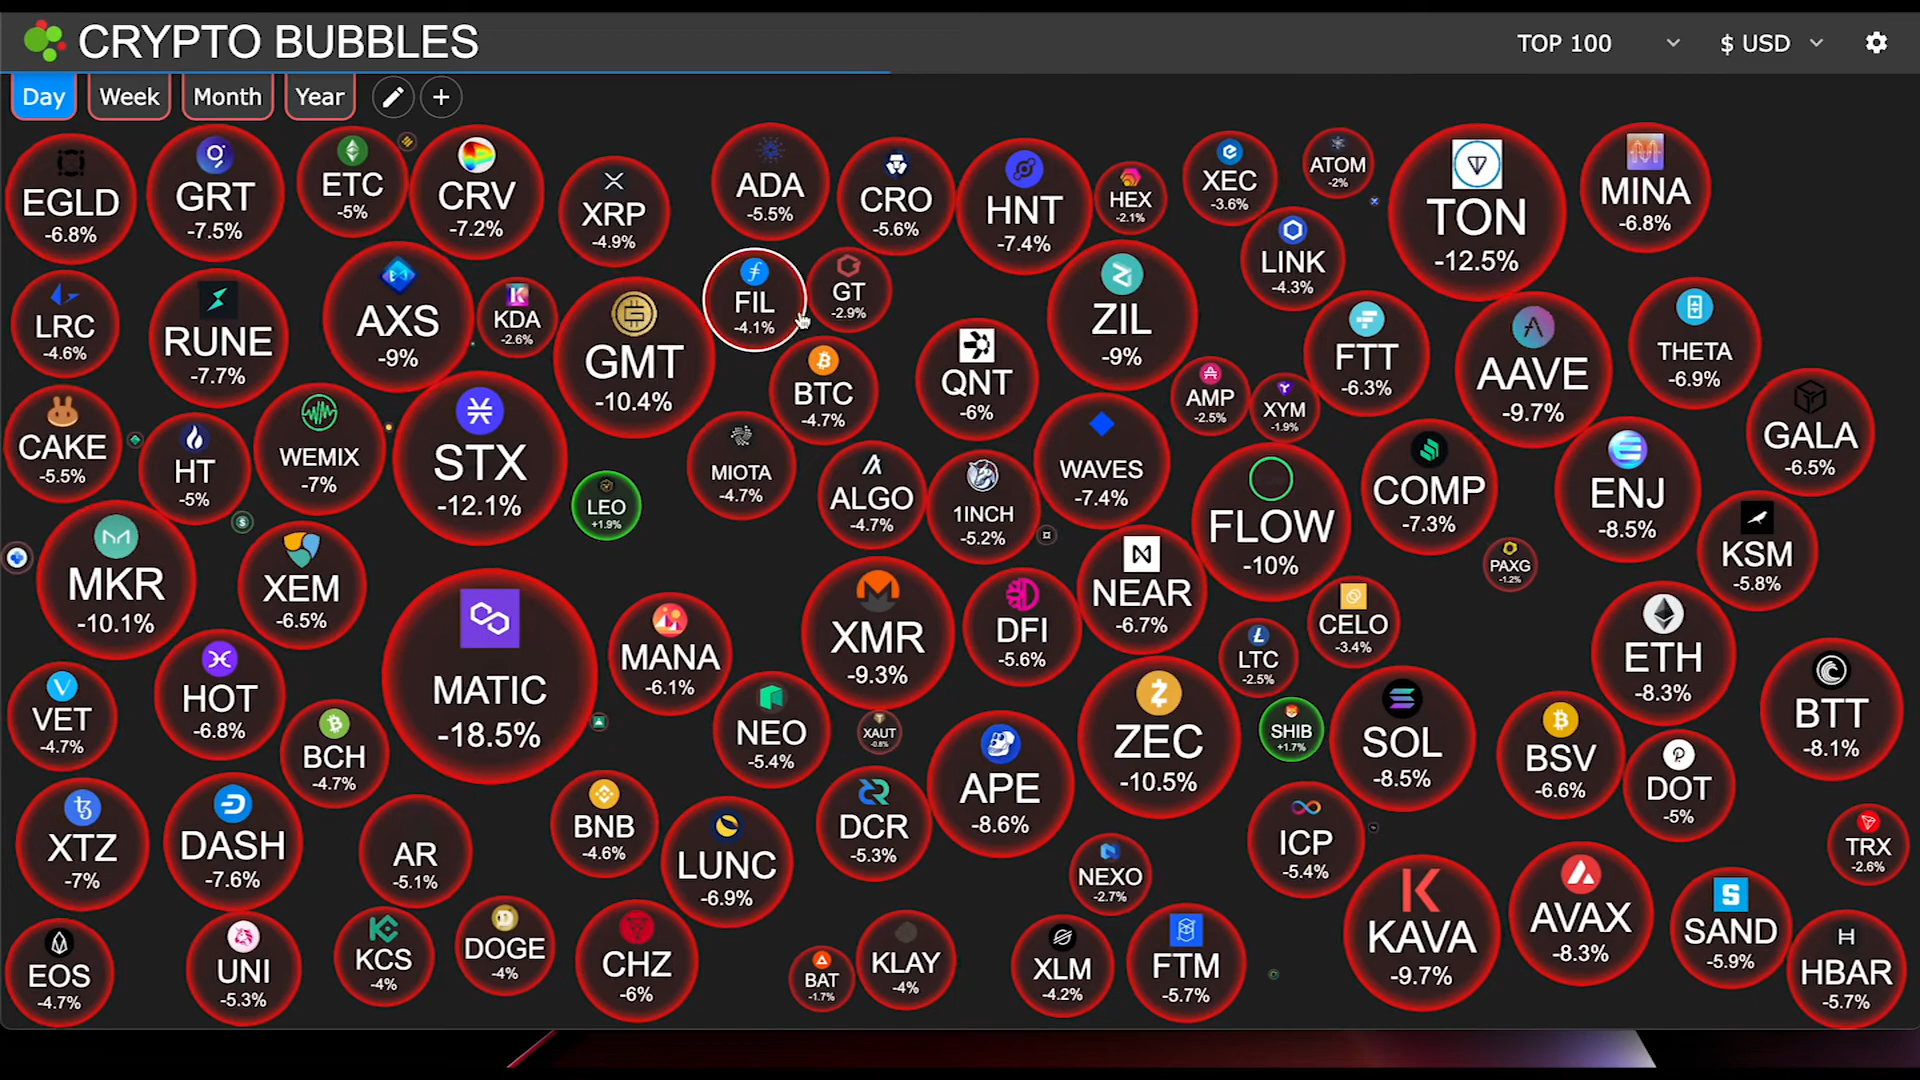 CRYPTO BUBBLES
TOP 100
$ USD
Day
Week
Month
Year
EGLD
-6.8%
GRT
-7.5%
ETC
-5%
CRV
-7.2%
XRP
-4.9%
ADA
-5.5%
CRO
-5.6%
HNT
-7.4%
HEX
-2.1%
XEC
-3.6%
ATOM
-2%
TON
-12.5%
MINA
-6.8%
LRC
-4.6%
RUNE
-7.7%
AXS
-9%
KDA
-2.6%
GMT
-10.4%
FIL
-4.1%
GT
-2.9%
BTC
-4.7%
QNT
-6%
ZIL
-9%
LINK
-4.3%
FTT
-6.3%
AAVE
-9.7%
THETA
-6.9%
CAKE
-5.5%
HT
-5%
WEMIX
-7%
STX
-12.1%
LEO
+1.9%
MIOTA
-4.7%
ALGO
-4.7%
1INCH
-5.2%
WAVES
-7.4%
AMP
-2.5%
XYM
-1.9%
FLOW
-10%
COMP
-7.3%
PAXG
-1.2%
ENJ
-8.5%
GALA
-6.5%
KSM
-5.8%
MKR
-10.1%
XEM
-6.5%
MATIC
-18.5%
MANA
-6.1%
XMR
-9.3%
DFI
-5.6%
NEAR
-6.7%
LTC
-2.5%
CELO
-3.4%
ETH
-8.3%
BTT
-8.1%
VET
-4.7%
HOT
-6.8%
BCH
-4.7%
NEO
-5.4%
XAUT
-0.8%
APE
-8.6%
ZEC
-10.5%
SHIB
+1.7%
SOL
-8.5%
BSV
-6.6%
DOT
-5%
XTZ
-7%
DASH
-7.6%
AR
-5.1%
BNB
-4.6%
LUNC
-6.9%
DCR
-5.3%
NEXO
-2.7%
ICP
-5.4%
TRX
-2.6%
EOS
-4.7%
UNI
-5.3%
KCS
-4%
DOGE
-4%
CHZ
-6%
BAT
-1.7%
KLAY
-4%
XLM
-4.2%
FTM
-5.7%
KAVA
-9.7%
AVAX
-8.3%
SAND
-5.9%
HBAR
-5.7%